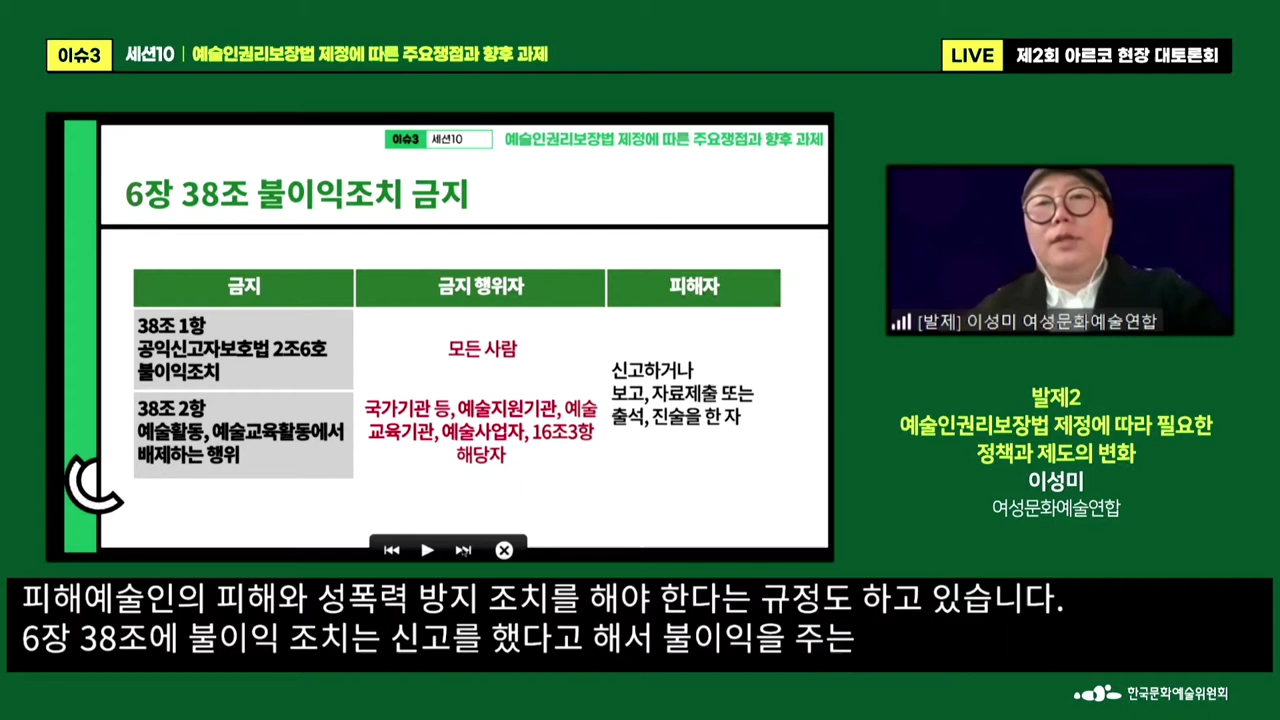 이슈3 세션10 | 예술인권리보장법 제정에 따른 주요쟁점과 향후 과제
LIVE 제2회 아르코 현장 대토론회
이슈3 세션10 예술인권리보장법 제정에 따른 주요쟁점과 향후 과제
6장 38조 불이익조치 금지
금지 금지 행위자 피해자
38조 1항
공익신고자보호법 2조6호
불이익조치
모든 사람
38조 2항
예술활동, 예술교육활동에서
배제하는 행위
국가기관 등, 예술지원기관, 예술
교육기관, 예술사업자, 16조3항
해당자
신고하거나
보고, 자료제출 또는
출석, 진술을 한 자
[발제] 이성미 여성문화예술연합
발제2
예술인권리보장법 제정에 따라 필요한
정책과 제도의 변화
이성미
여성문화예술연합
피해예술인의 피해와 성폭력 방지 조치를 해야 한다는 규정도 하고 있습니다.
6장 38조에 불이익 조치는 신고를 했다고 해서 불이익을 주는
한국문화예술위원회